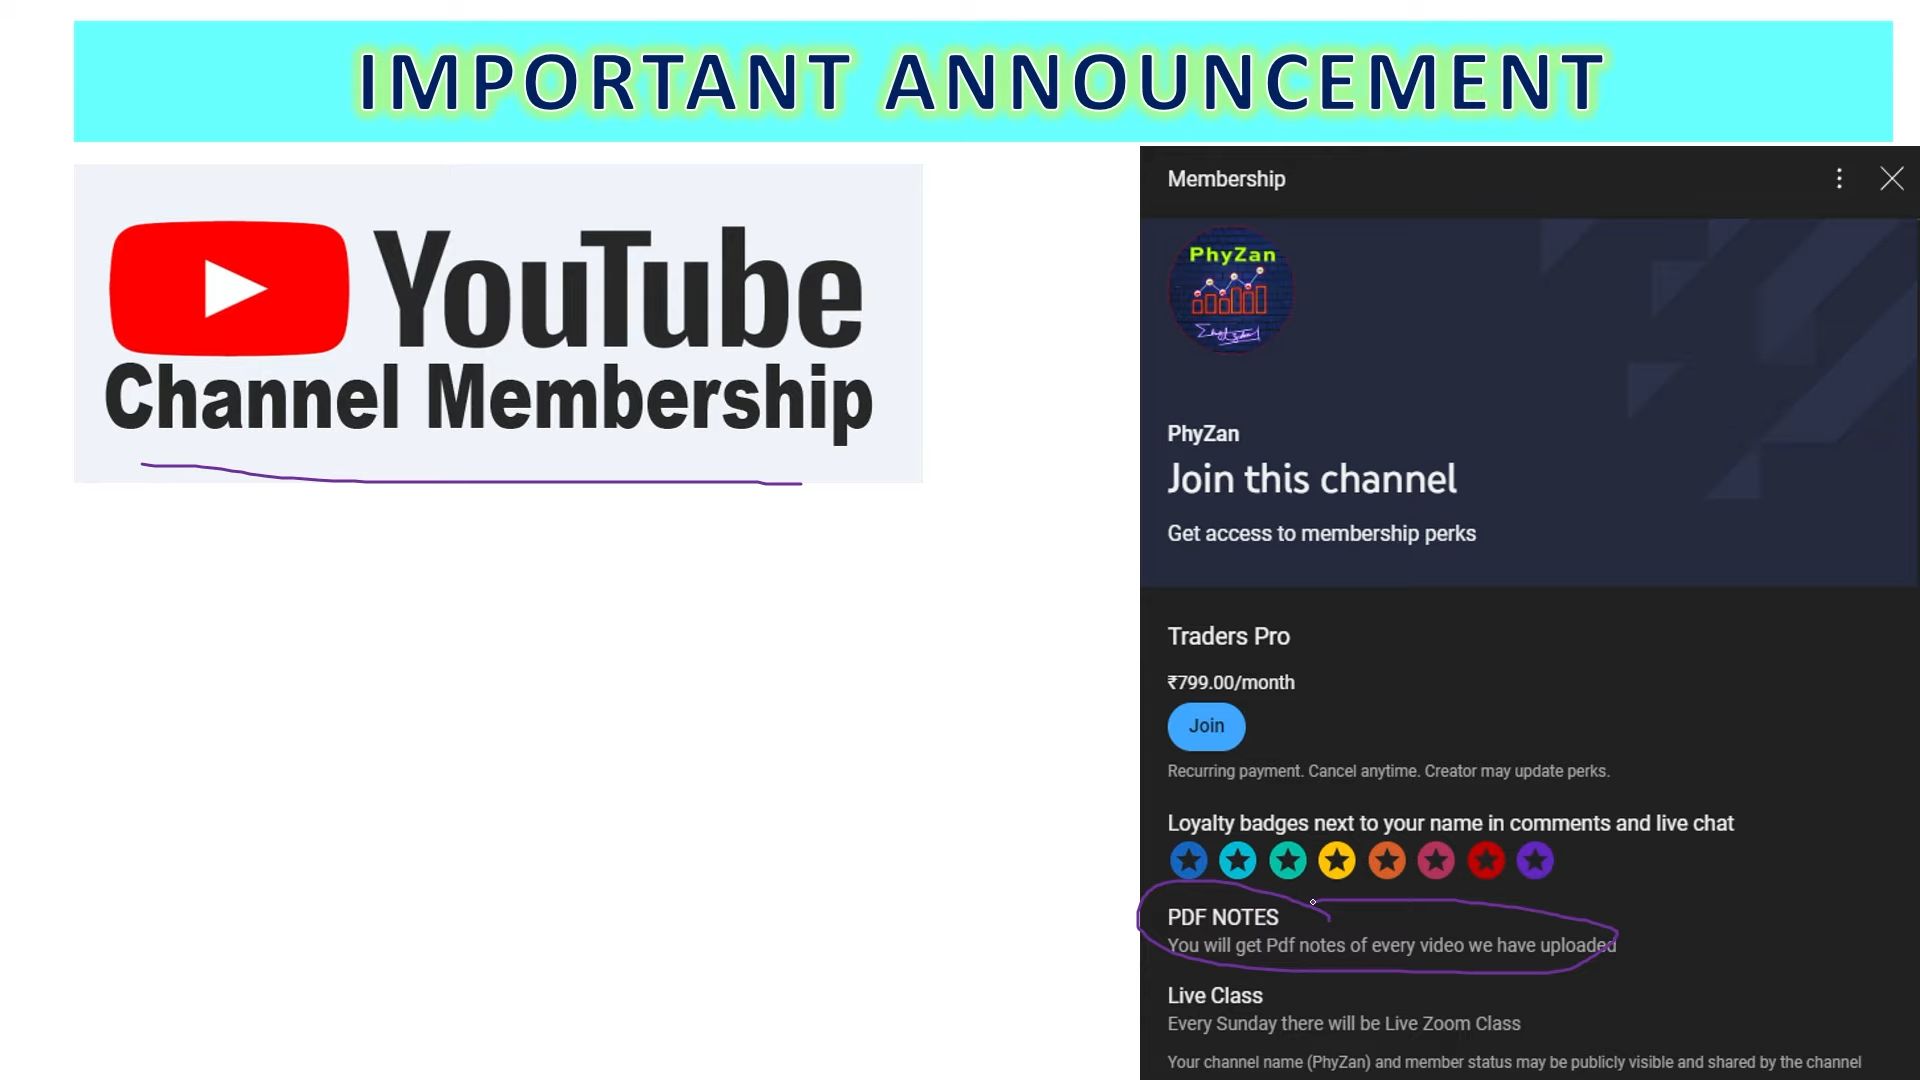 IMPORTANT ANNOUNCEMENT
YouTube
Channel Membership
Membership
PhyZan
PhyZan
Join this channel
Get access to membership perks
Traders Pro
₹799.00/month
Join
Recurring payment. Cancel anytime. Creator may update perks.
Loyalty badges next to your name in comments and live chat
PDF NOTES
You will get Pdf notes of every video we have uploaded
Live Class
Every Sunday there will be Live Zoom Class
Your channel name (PhyZan) and member status may be publicly visible and shared by the channel